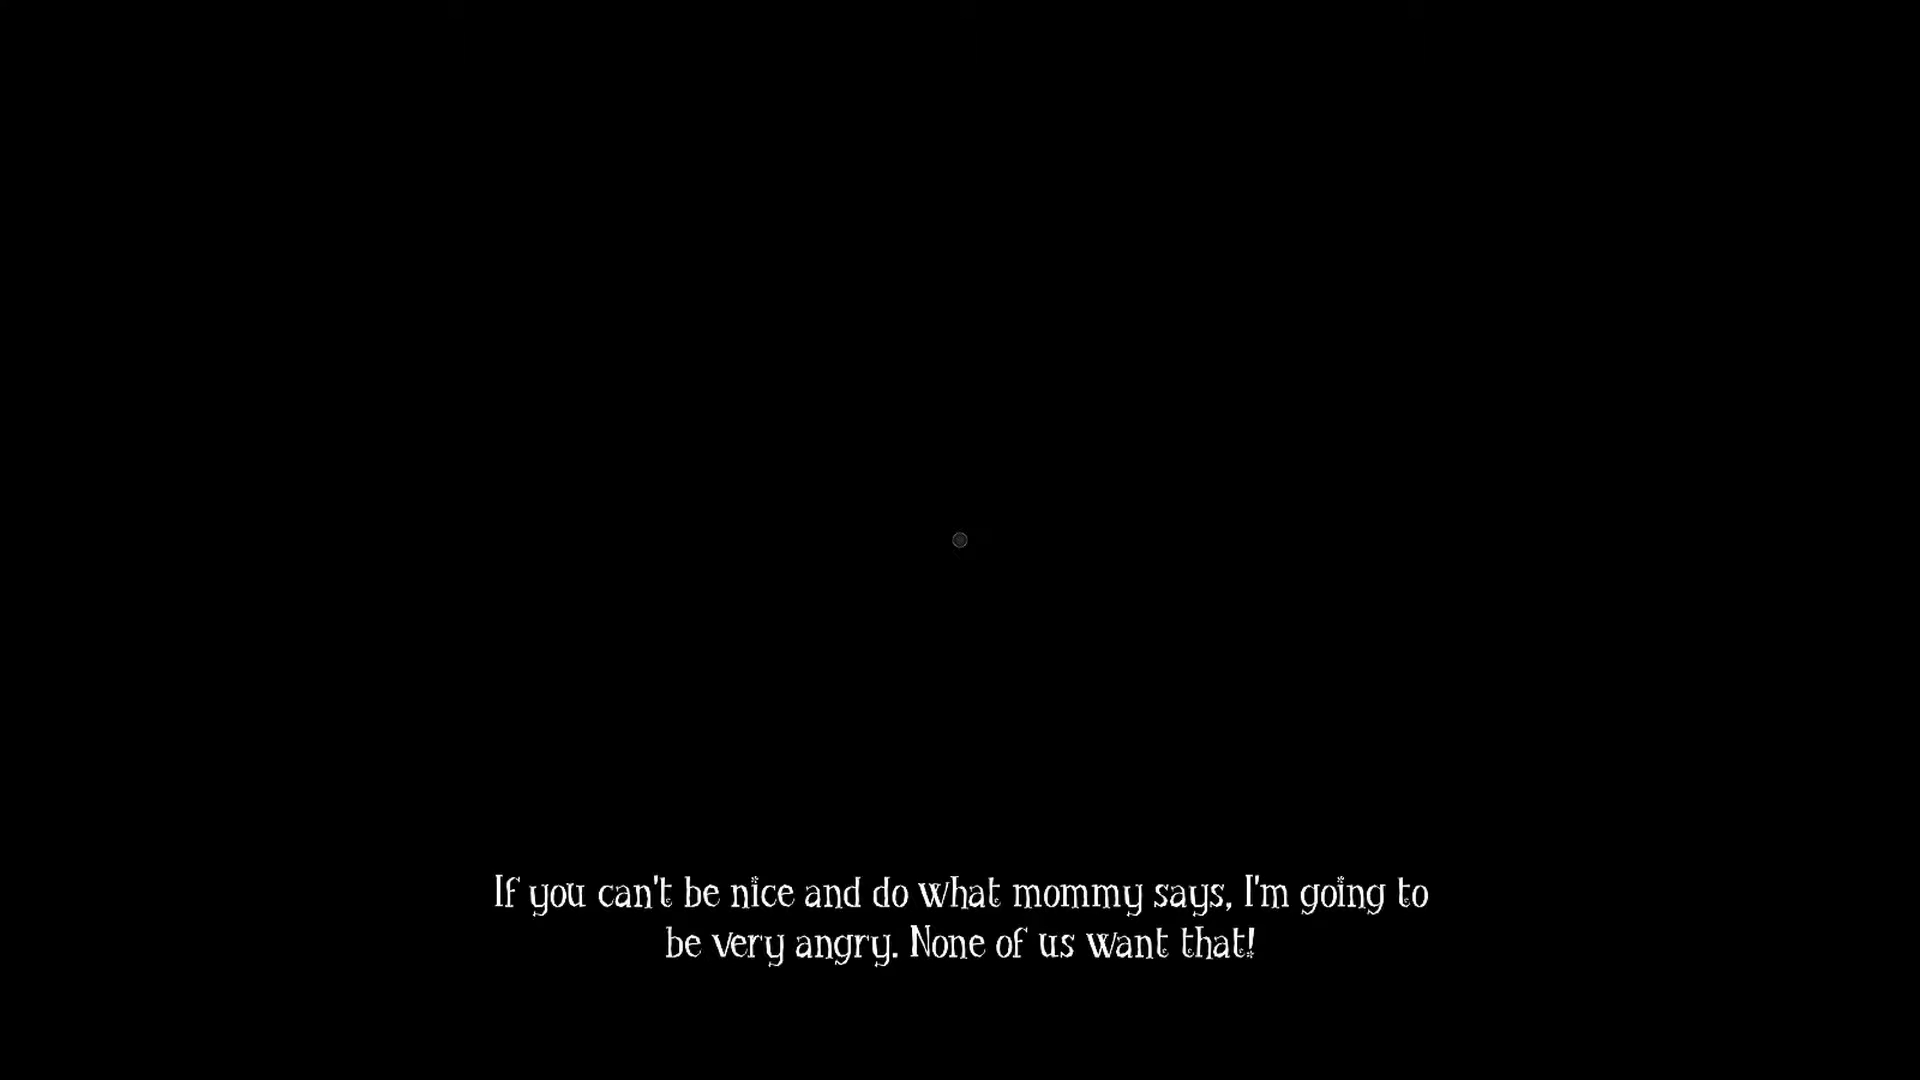 If you can't be nice and do what mommy says, I'm going to
be very angry. None of us want that!